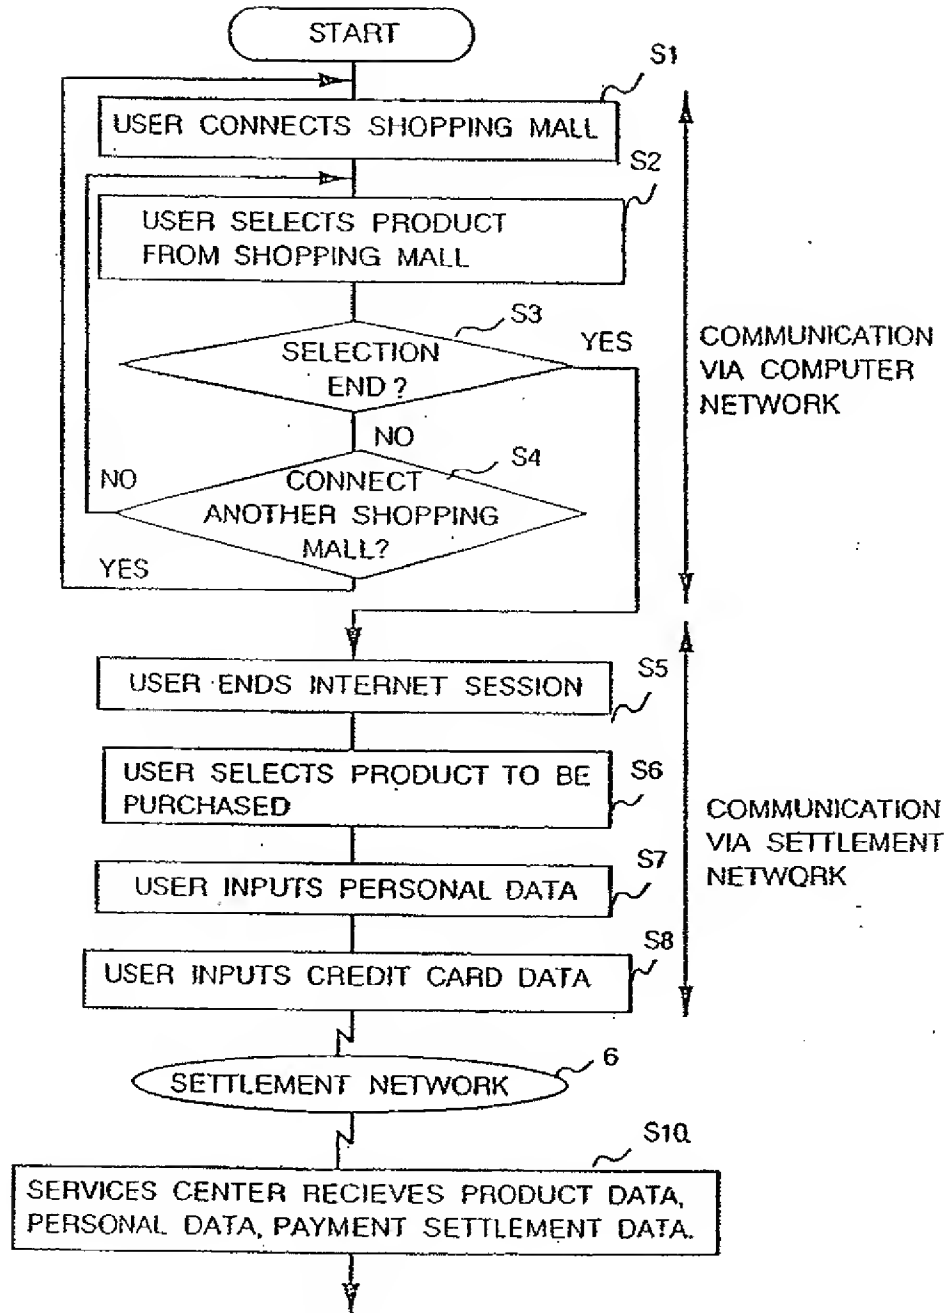 START
S1
USER CONNECTS SHOPPING MALL
S2
USER SELECTS PRODUCT
FROM SHOPPING MALL
S3
SELECTION
END?
YES
NO
S4
CONNECT
ANOTHER SHOPPING
MALL?
NO
YES
COMMUNICATION
VIA COMPUTER
NETWORK
USER ENDS INTERNET SESSION
S5
USER SELECTS PRODUCT TO BE
PURCHASED
S6
COMMUNICATION
VIA SETTLEMENT
NETWORK
USER INPUTS PERSONAL DATA
S7
USER INPUTS CREDIT CARD DATA
S8
SETTLEMENT NETWORK
6
S10
SERVICES CENTER RECIEVES PRODUCT DATA,
PERSONAL DATA, PAYMENT SETTLEMENT DATA.